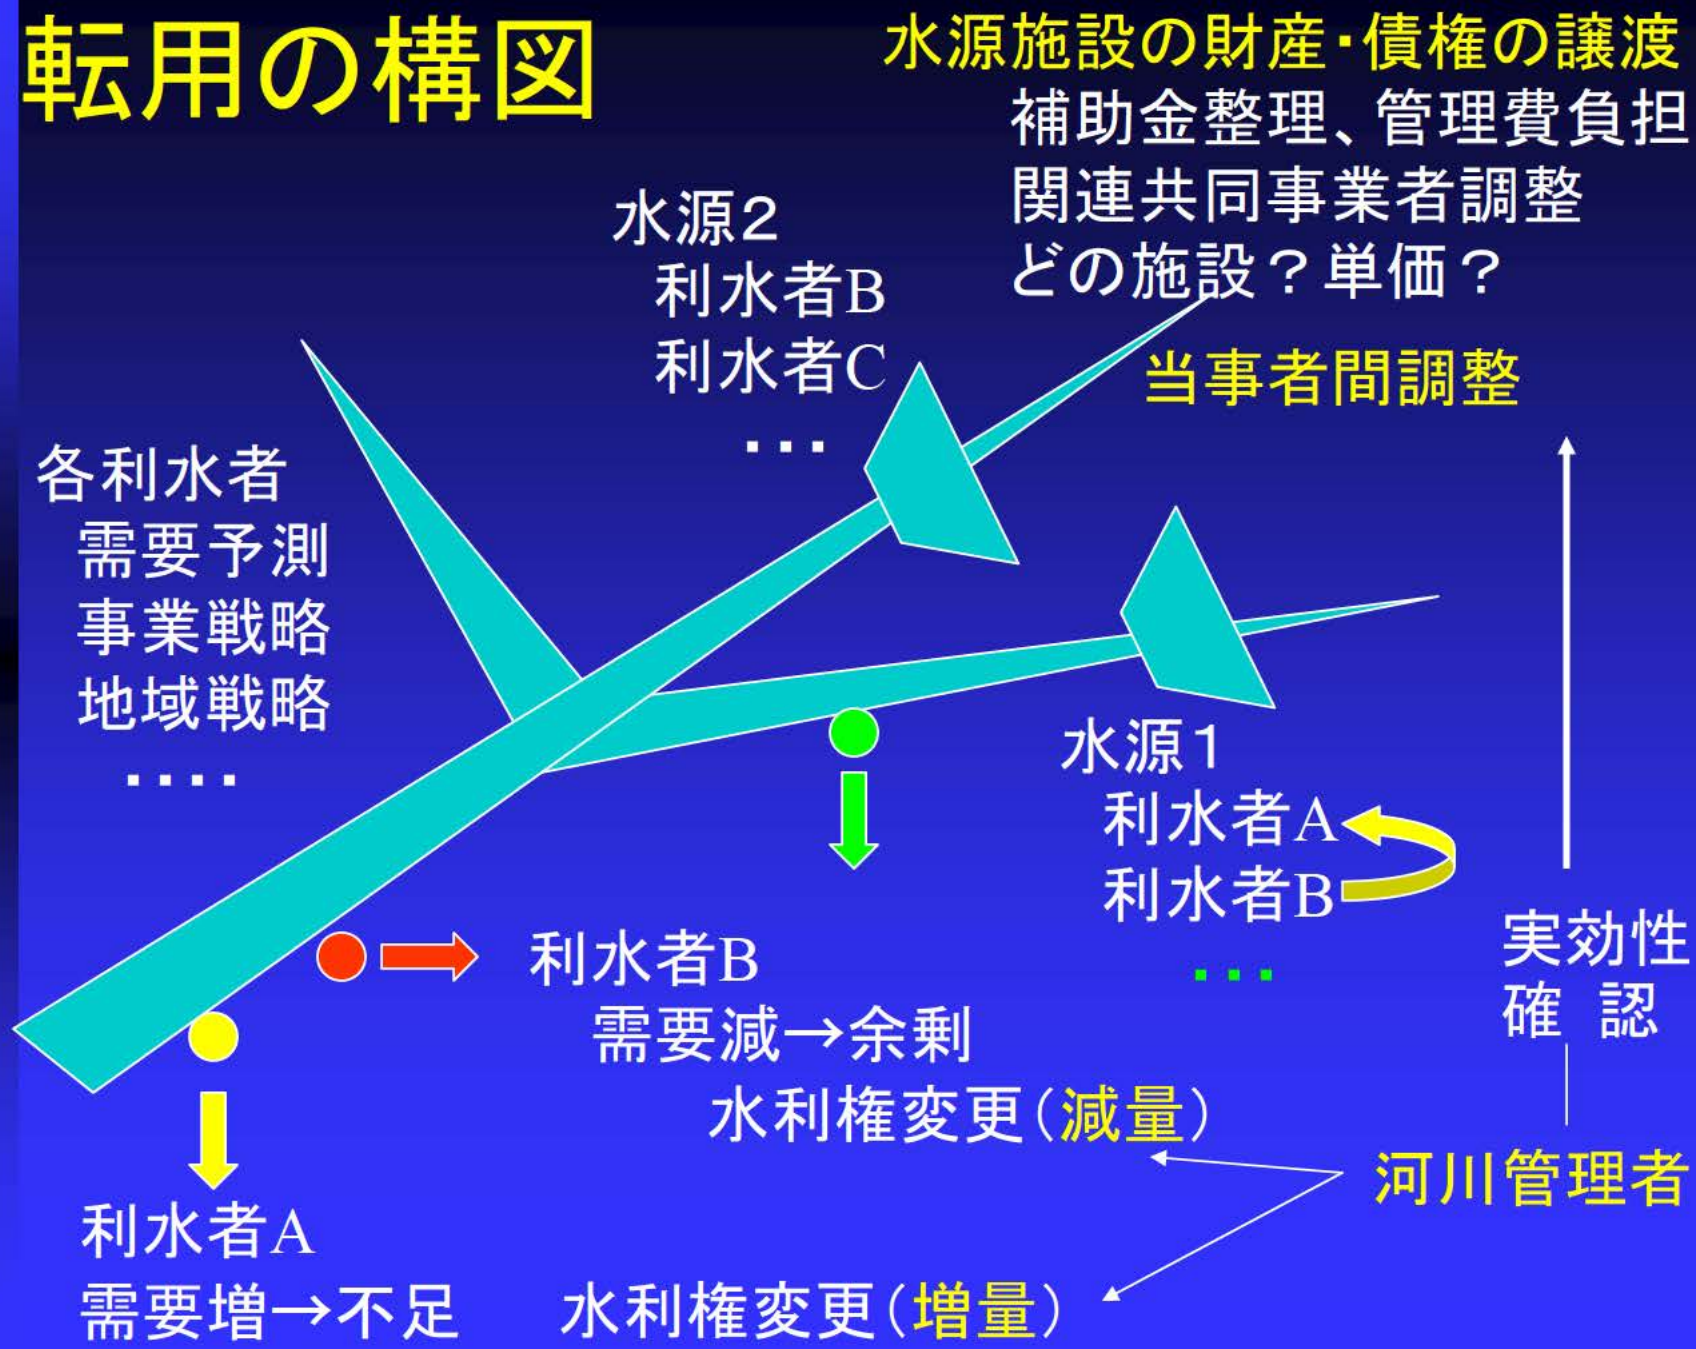 転用の構図
水源施設の財産・債権の譲渡
補助金整理、管理費負担
関連共同事業者調整
どの施設？単価？
当事者間調整
水源２
利水者B
利水者C
・・・
各利水者
需要予測
事業戦略
地域戦略
・・・・
水源１
利水者A
利水者B
・・・
実効性
確 認
河川管理者
利水者B
需要減→余剰
水利権変更（減量）
利水者A
需要増→不足
水利権変更（増量）